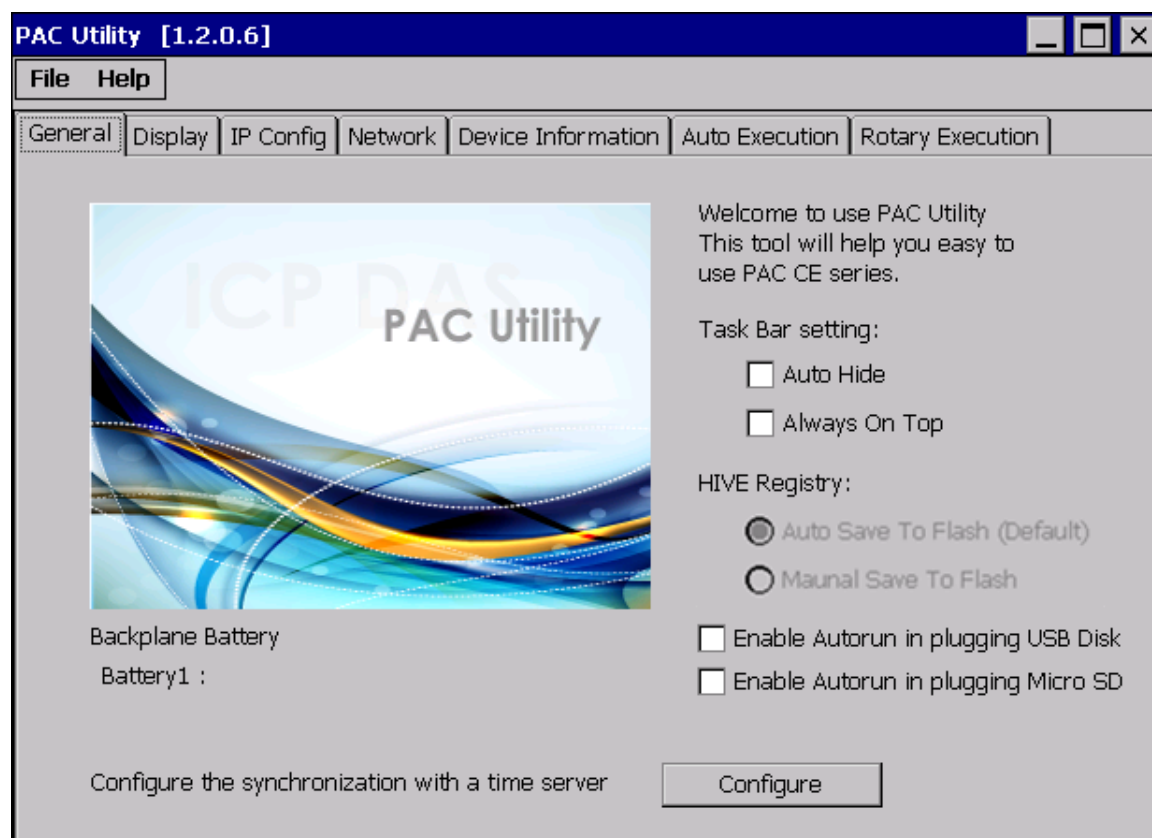 PAC Utility [1.2.0.6]
File Help
General Display IP Config Network Device Information Auto Execution Rotary Execution
ICP DAS
PAC Utility
Welcome to use PAC Utility
This tool will help you easy to
use PAC CE series.
Task Bar setting:
Auto Hide
Always On Top
HIVE Registry:
Auto Save To Flash (Default)
Maunal Save To Flash
Backplane Battery
Battery1 :
Enable Autorun in plugging USB Disk
Enable Autorun in plugging Micro SD
Configure the synchronization with a time server
Configure